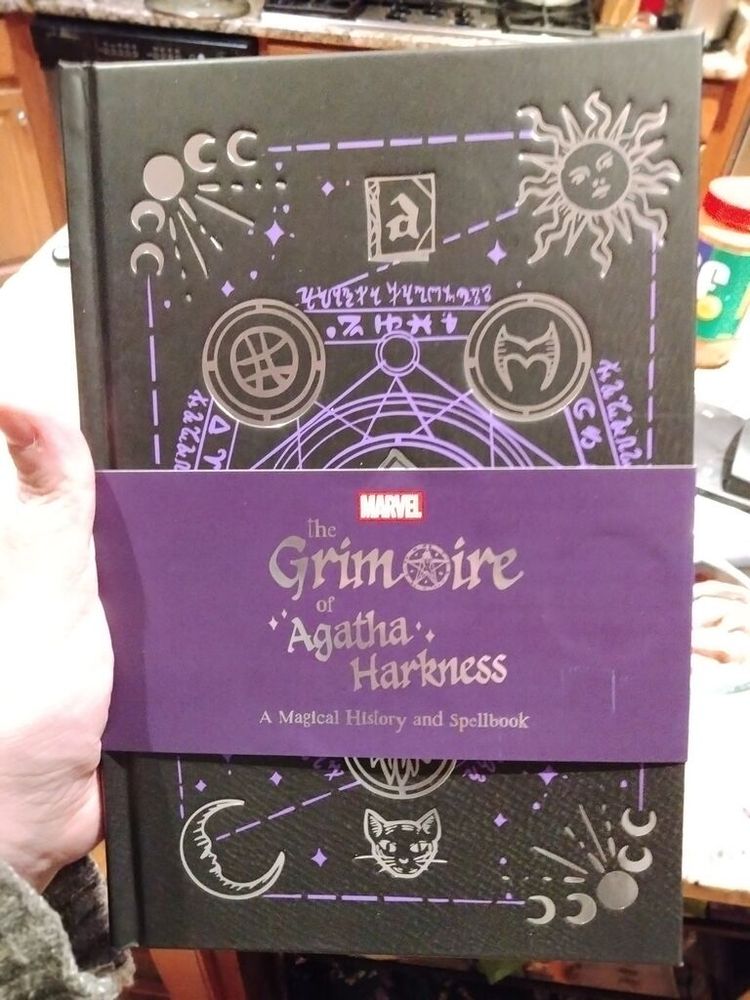 a
MARVEL
The
Grimoire
of
Agatha
Harkness
A Magical History and Spellbook